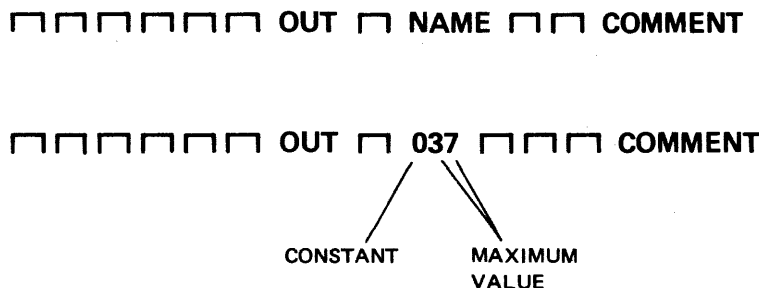 ⊓⊓⊓⊓⊓⊓ OUT ⊓ NAME ⊓⊓ COMMENT
⊓⊓⊓⊓⊓⊓ OUT ⊓ 037 ⊓⊓⊓ COMMENT
CONSTANT MAXIMUM
VALUE